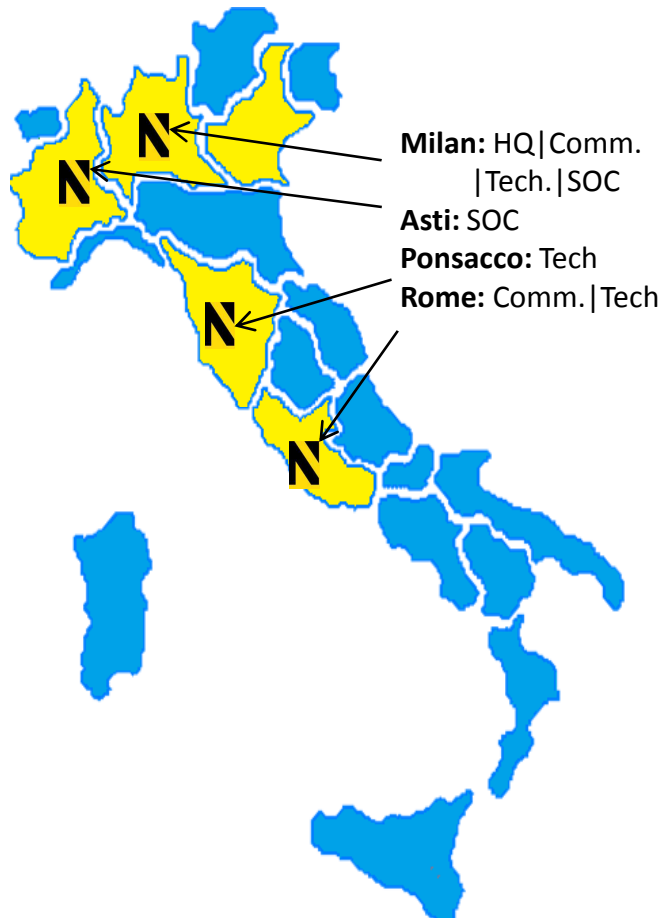 Milan: HQ|Comm.
|Tech.|SOC
Asti: SOC
Ponsacco: Tech
Rome: Comm.|Tech
N
N
N
N